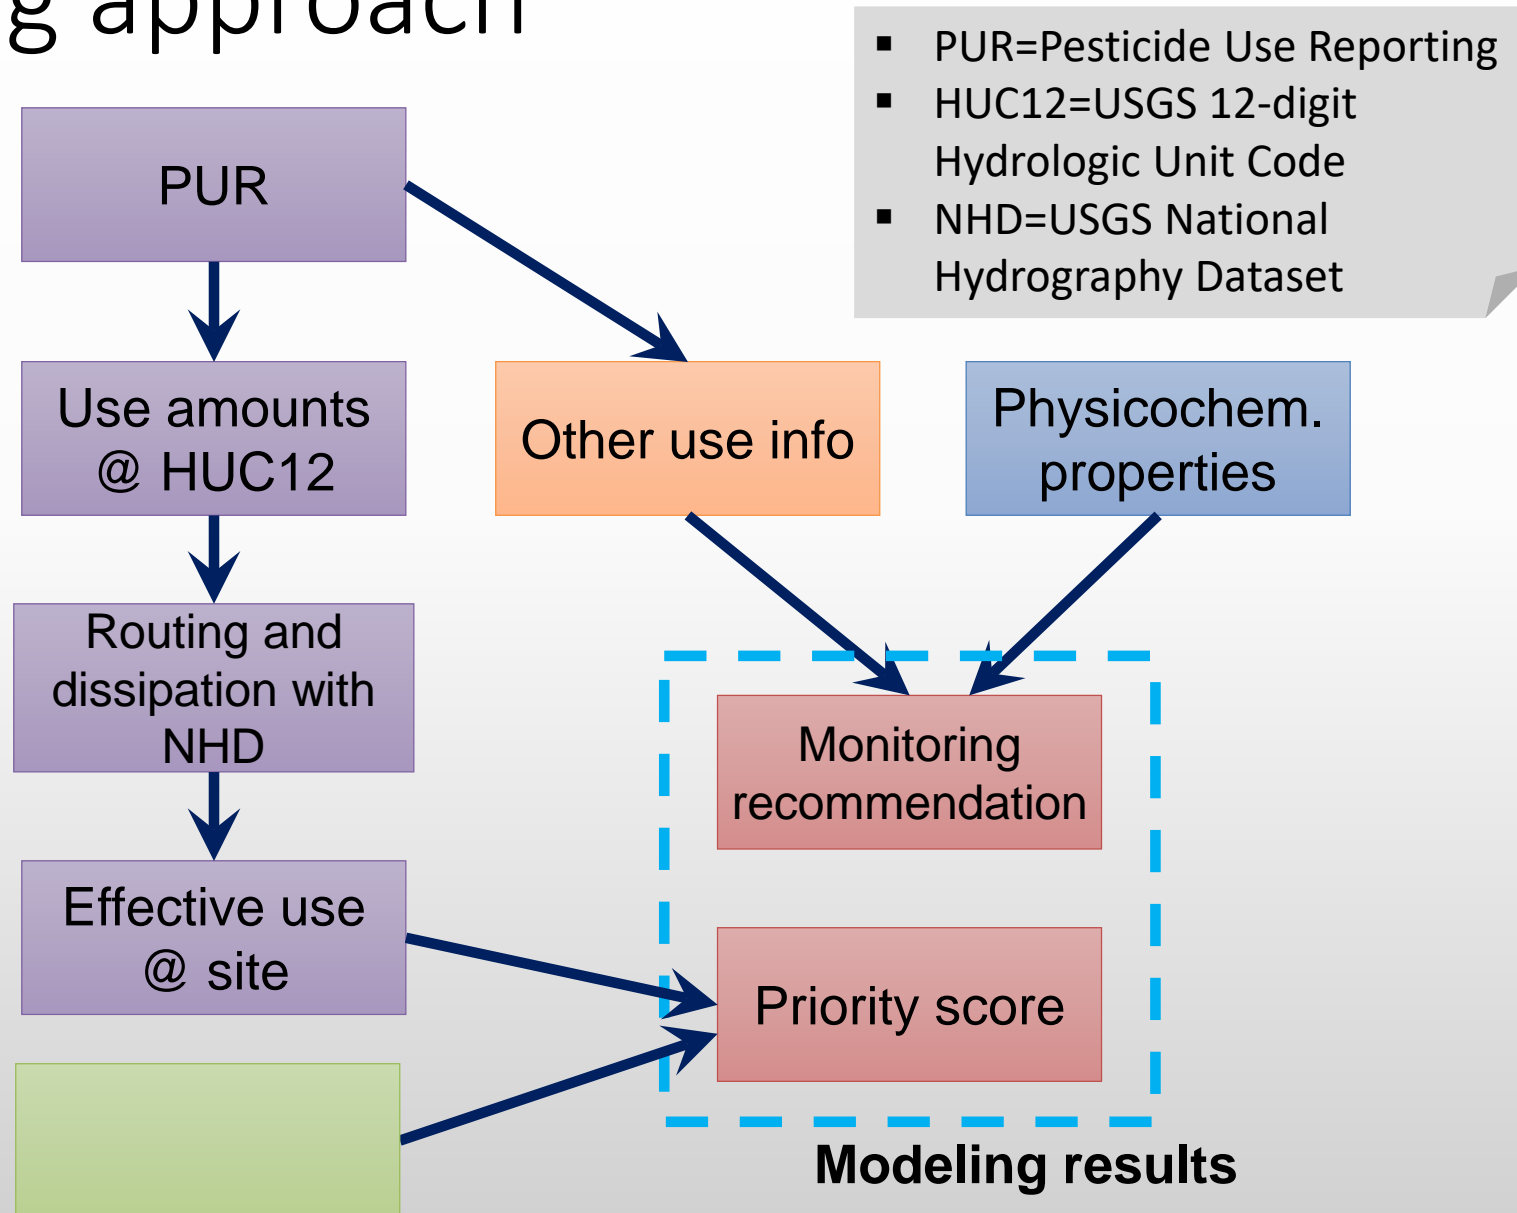 g approach
▪ PUR=Pesticide Use Reporting
▪ HUC12=USGS 12-digit
Hydrologic Unit Code
▪ NHD=USGS National
Hydrography Dataset
PUR
Use amounts
@ HUC12
Other use info
Physicochem.
properties
Routing and
dissipation with
NHD
Monitoring
recommendation
Effective use
@ site
Priority score
Modeling results